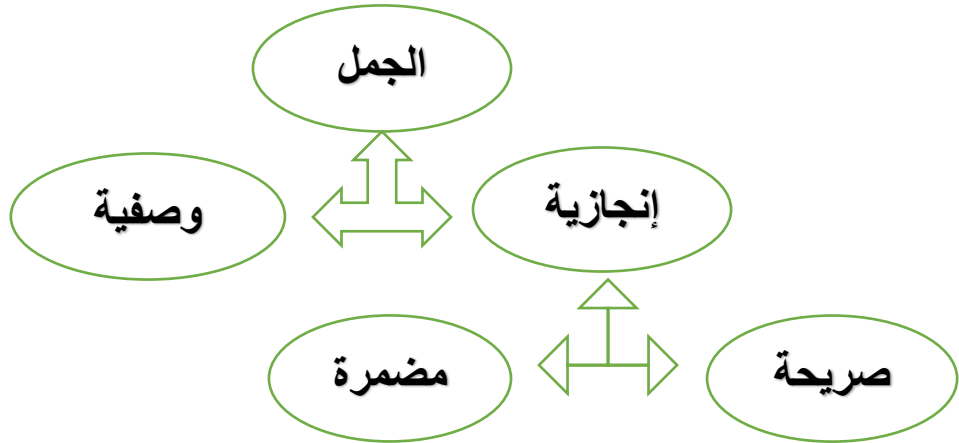 الجمل
إنجازية
وصفية
صريحة
مضمرة